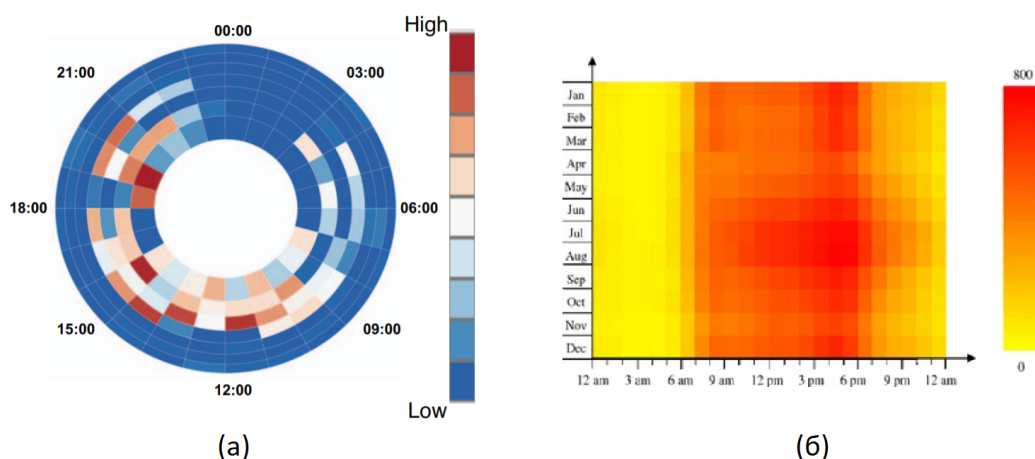 High
00:00
03:00
06:00
09:00
12:00
15:00
18:00
21:00
Low
(а)
800
0
Jan
Feb
Mar
Apr
May
Jun
Jul
Aug
Sep
Oct
Nov
Dec
12 am 3 am 6 am 9 am 12 pm 3 pm 6 pm 9 pm 12 am
(б)